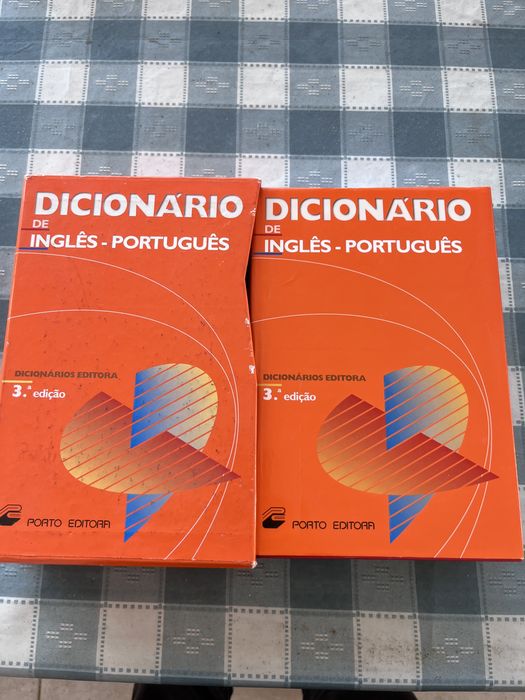 DICIONÁRIO
DE
INGLÊS - PORTUGUÊS
DICIONÁRIOS EDITORA
3.ª edição
PORTO EDITORA
DICIONÁRIO
DE
INGLÊS - PORTUGUÊS
DICIONÁRIOS EDITORA
3.ª edição
PORTO EDITORA